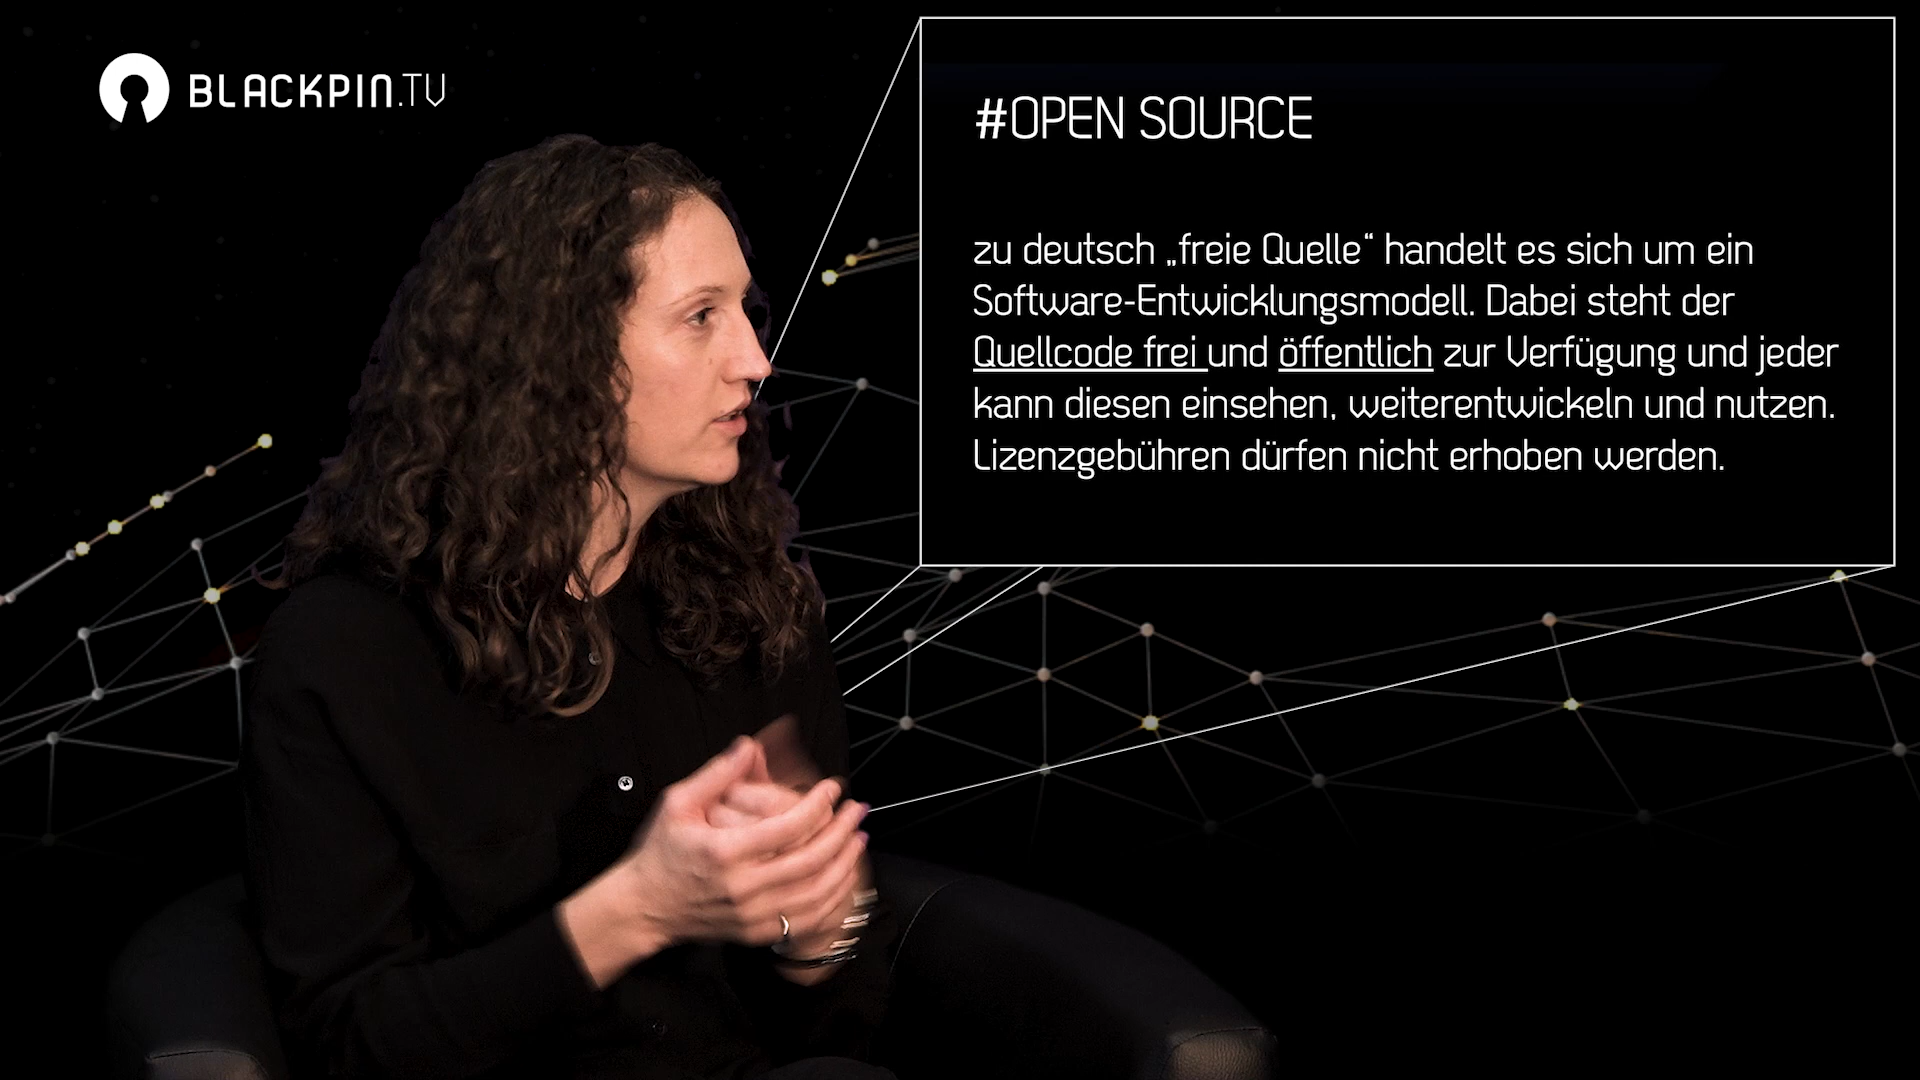 BLACKPIN.TV
#OPEN SOURCE
zu deutsch „freie Quelle“ handelt es sich um ein
Software-Entwicklungsmodell. Dabei steht der
Quellcode frei und öffentlich zur Verfügung und jeder
kann diesen einsehen, weiterentwickeln und nutzen.
Lizenzgebühren dürfen nicht erhoben werden.